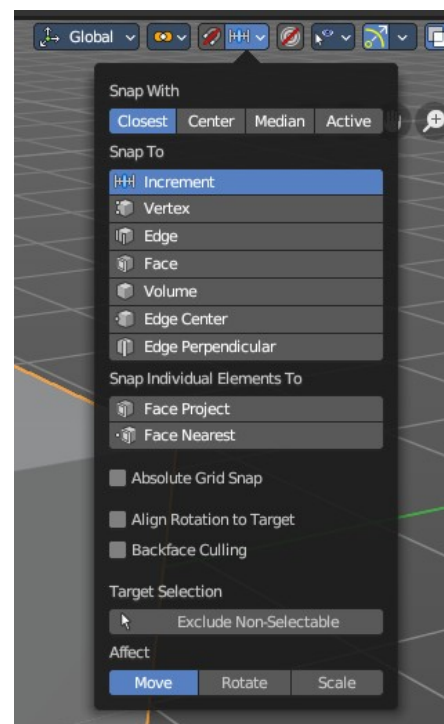 Global
Snap With
Closest Center Median Active
Snap To
Increment
Vertex
Edge
Face
Volume
Edge Center
Edge Perpendicular
Snap Individual Elements To
Face Project
Face Nearest
Absolute Grid Snap
Align Rotation to Target
Backface Culling
Target Selection
Exclude Non-Selectable
Affect
Move Rotate Scale